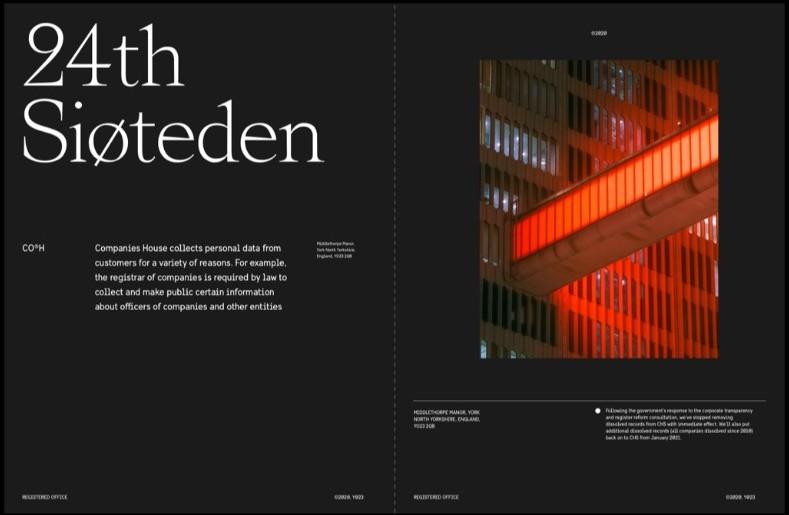 24th
Siøteden
CO®H
Companies House collects personal data from
customers for a variety of reasons. For example,
the registrar of companies is required by law to
collect and make public certain information
about officers of companies and other entities
Middlethorpe Manor,
York North Yorkshire,
England, YO23 2QB
REGISTERED OFFICE
©2020, YO23
©2020
MIDDLETHORPE MANOR, YORK
NORTH YORKSHIRE, ENGLAND,
YO23 2QB
Following the government's response to the corporate transparency
and register reform consultation, we've stopped removing
dissolved records from CHS with immediate effect. We'll also put
additional dissolved records (all companies dissolved since 2010)
back on to CHS from January 2021.
REGISTERED OFFICE
©2020, YO23